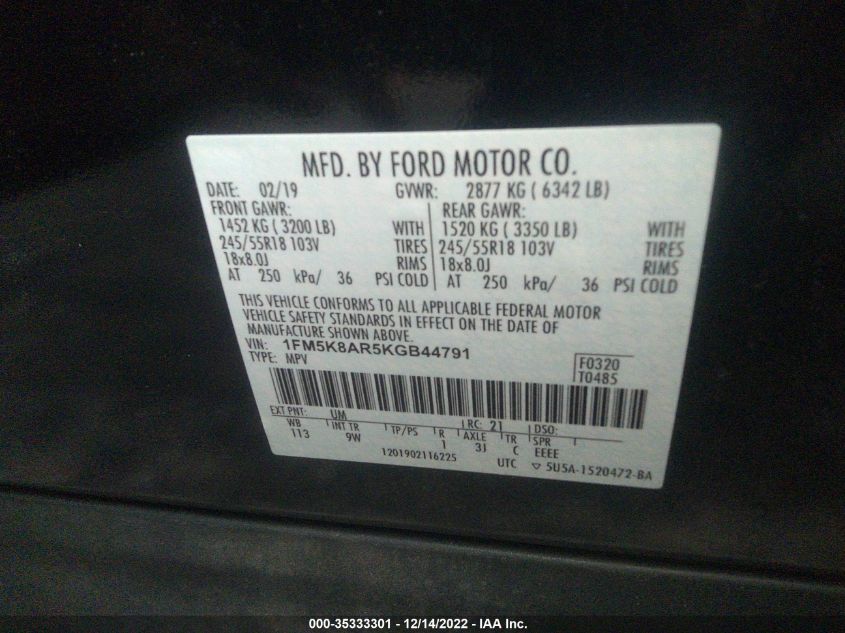 MFD. BY FORD MOTOR CO.
DATE: 02/19 GVWR: 2877 KG ( 6342 LB)
FRONT GAWR: REAR GAWR:
1452 KG ( 3200 LB) WITH 1520 KG ( 3350 LB) WITH
245/55R18 103V TIRES 245/55R18 103V TIRES
18x8.0J RIMS 18x8.0J RIMS
AT 250 kPa/ 36 PSI COLD AT 250 kPa/ 36 PSI COLD
THIS VEHICLE CONFORMS TO ALL APPLICABLE FEDERAL MOTOR
VEHICLE SAFETY STANDARDS IN EFFECT ON THE DATE OF
MANUFACTURE SHOWN ABOVE.
VIN: 1FM5K8AR5KGB44791
TYPE: MPV F0320
T0485
EXT PNT: UM RC: 21 DSO:
WB INT TR TP/PS R AXLE TR SPR
113 9W 1 3J C EEEE
1201902116225 UTC ▽ 5U5A-1520472-BA
000-35333301 - 12/14/2022 - IAA Inc.